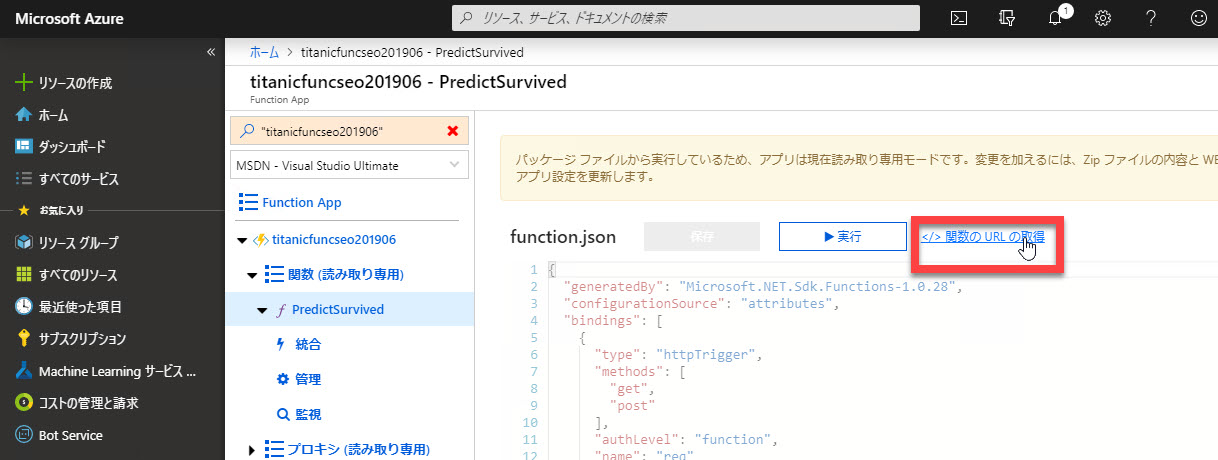 Microsoft Azure
リソース、サービス、ドキュメントの検索
1
«
リソースの作成
ホーム
ダッシュボード
すべてのサービス
お気に入り
リソース グループ
すべてのリソース
最近使った項目
サブスクリプション
Machine Learning サービス ...
コストの管理と請求
Bot Service
ホーム > titanicfuncseo201906 - PredictSurvived
titanicfuncseo201906 - PredictSurvived
Function App
"titanicfuncseo201906"
MSDN - Visual Studio Ultimate
Function App
titanicfuncseo201906
関数 (読み取り専用)
PredictSurvived
統合
管理
監視
プロキシ (読み取り専用)
パッケージ ファイルから実行しているため、アプリは現在読み取り専用モードです。変更を加えるには、Zip ファイルの内容と WE
アプリ設定を更新します。
function.json
保存
実行
</> 関数の URL の取得
1 {
2 "generatedBy": "Microsoft.NET.Sdk.Functions-1.0.28",
3 "configurationSource": "attributes",
4 "bindings": [
5 {
6 "type": "httpTrigger",
7 "methods": [
8 "get",
9 "post"
10 ],
11 "authLevel": "function",
12 "name": "req"